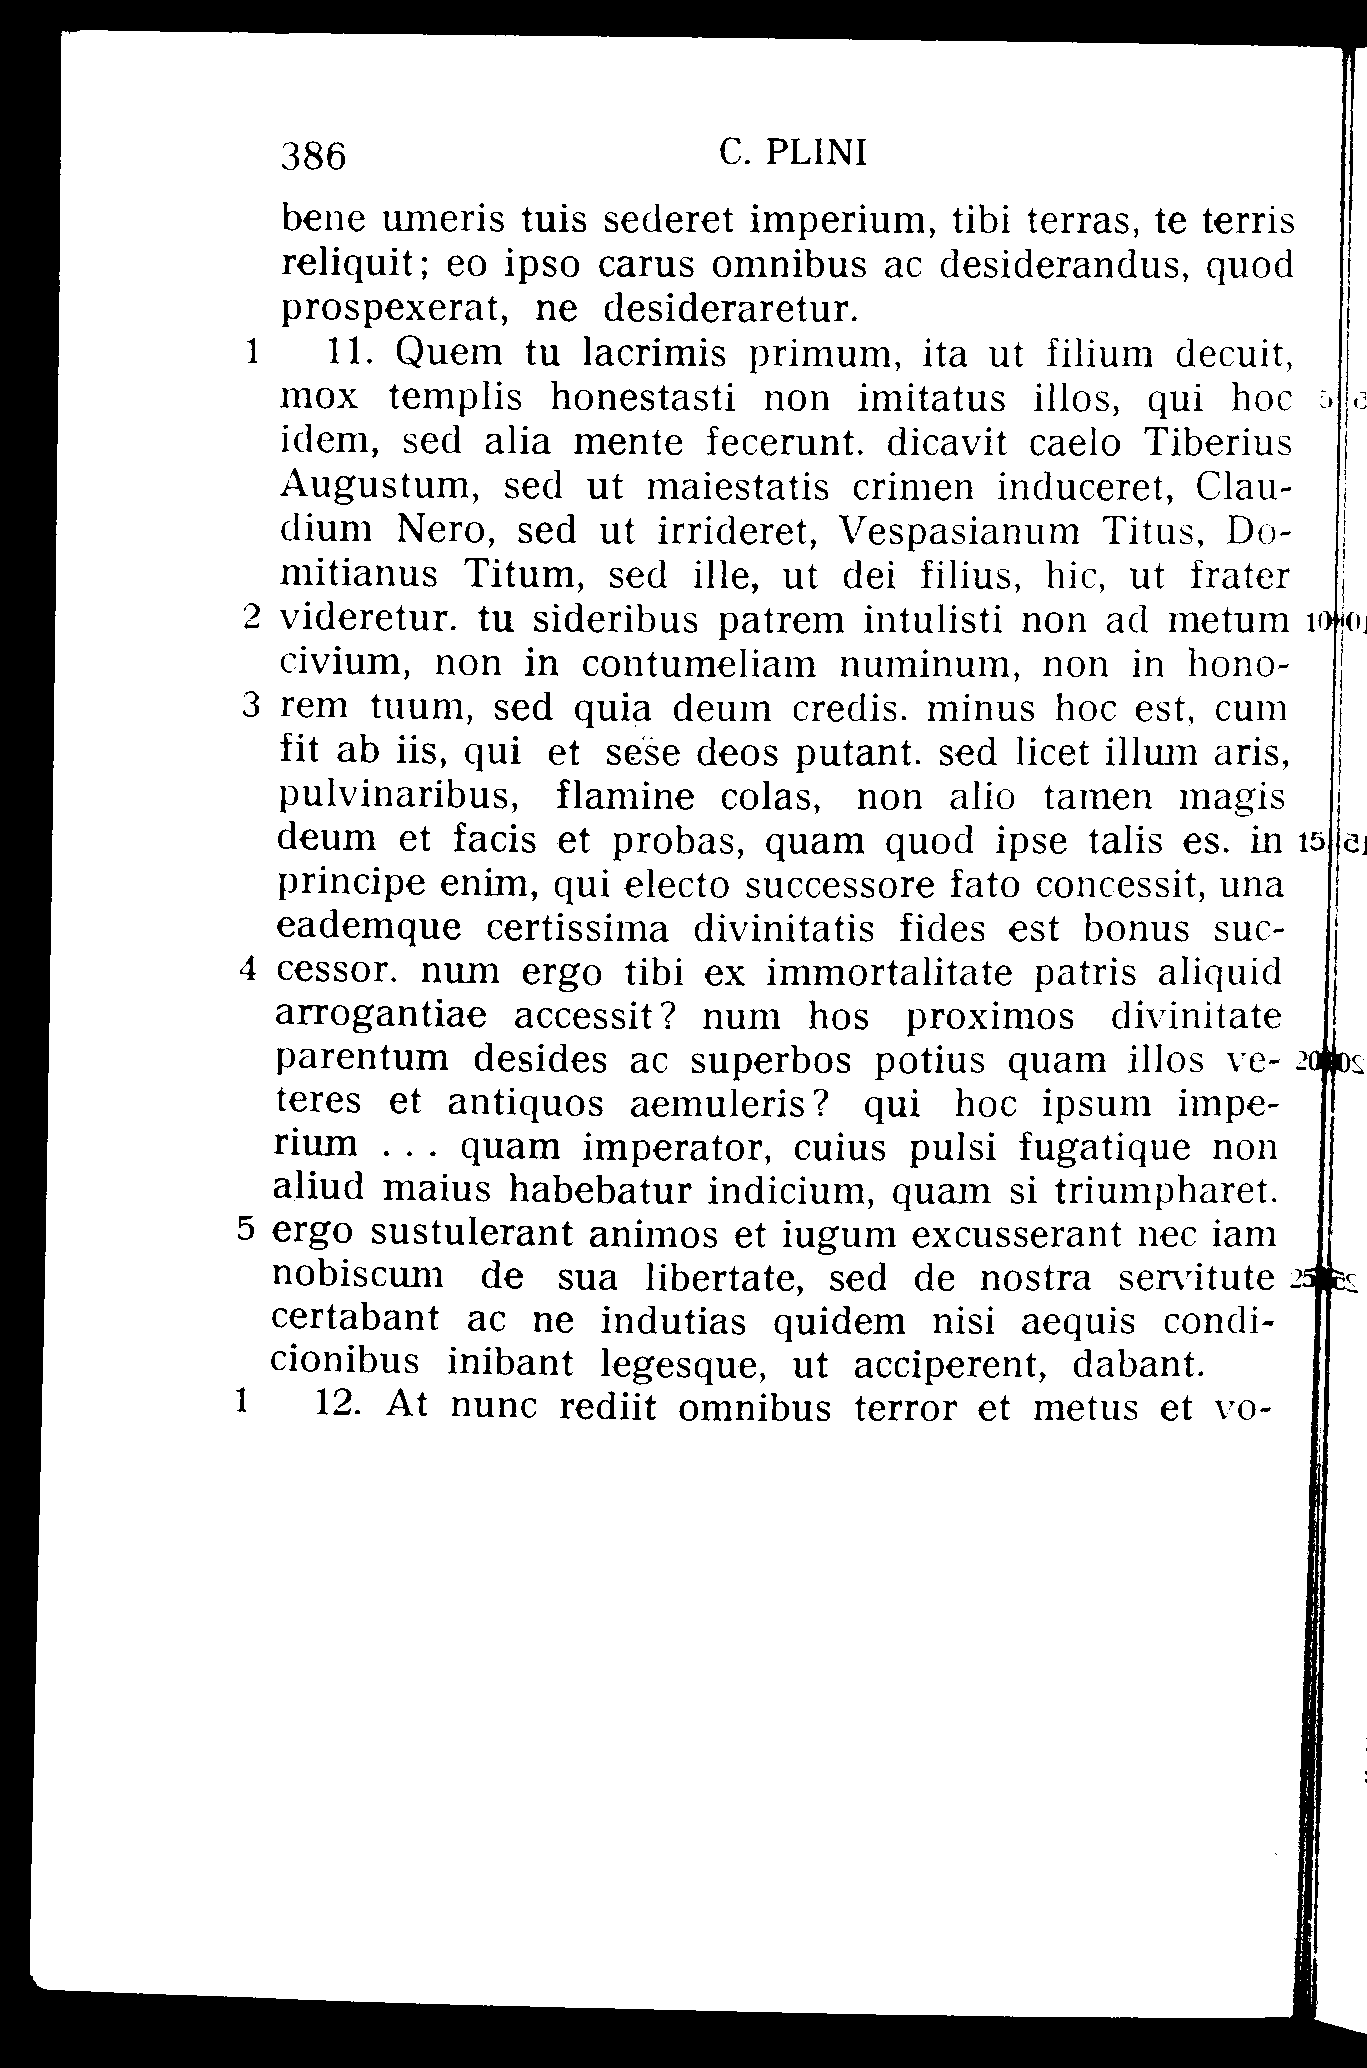 386 C. PLINI
bene umeris tuis sederet imperium, tibi terras, te terris
reliquit; eo ipso carus omnibus ac desiderandus, quod
prospexerat, ne desideraretur.
1 11. Quem tu lacrimis primum, ita ut filium decuit,
mox templis honestasti non imitatus illos, qui hoc 5
idem, sed alia mente fecerunt. dicavit caelo Tiberius
Augustum, sed ut maiestatis crimen induceret, Clau-
dium Nero, sed ut irrideret, Vespasianum Titus, Do-
mitianus Titum, sed ille, ut dei filius, hic, ut frater
2 videretur. tu sideribus patrem intulisti non ad metum 10
civium, non in contumeliam numinum, non in hono-
3 rem tuum, sed quia deum credis. minus hoc est, cum
fit ab iis, qui et sese deos putant. sed licet illum aris,
pulvinaribus, flamine colas, non alio tamen magis
deum et facis et probas, quam quod ipse talis es. in 15
principe enim, qui electo successore fato concessit, una
eademque certissima divinitatis fides est bonus suc-
4 cessor. num ergo tibi ex immortalitate patris aliquid
arrogantiae accessit? num hos proximos divinitate
parentum desides ac superbos potius quam illos ve- 20
teres et antiquos aemuleris? qui hoc ipsum impe-
rium . . . quam imperator, cuius pulsi fugatique non
aliud maius habebatur indicium, quam si triumpharet.
5 ergo sustulerant animos et iugum excusserant nec iam
nobiscum de sua libertate, sed de nostra servitute 25
certabant ac ne indutias quidem nisi aequis condi-
cionibus inibant legesque, ut acciperent, dabant.
1 12. At nunc rediit omnibus terror et metus et vo-